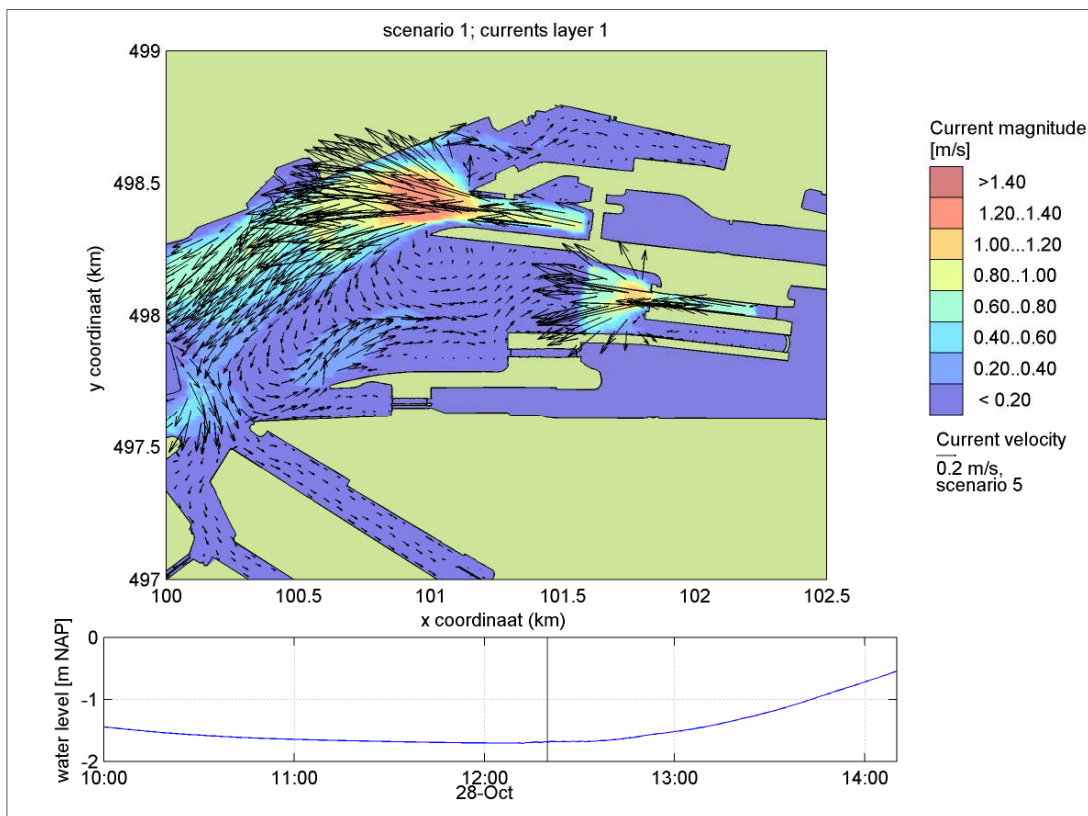 scenario 1; currents layer 1
499
498.5
498
497.5
497
y coordinaat (km)
100
100.5
101
101.5
102
102.5
x coordinaat (km)
Current magnitude
[m/s]
>1.40
1.20..1.40
1.00...1.20
0.80..1.00
0.60..0.80
0.40..0.60
0.20..0.40
< 0.20
Current velocity
0.2 m/s,
scenario 5
water level [m NAP]
0
-1
-2
10:00
11:00
12:00
13:00
14:00
28-Oct